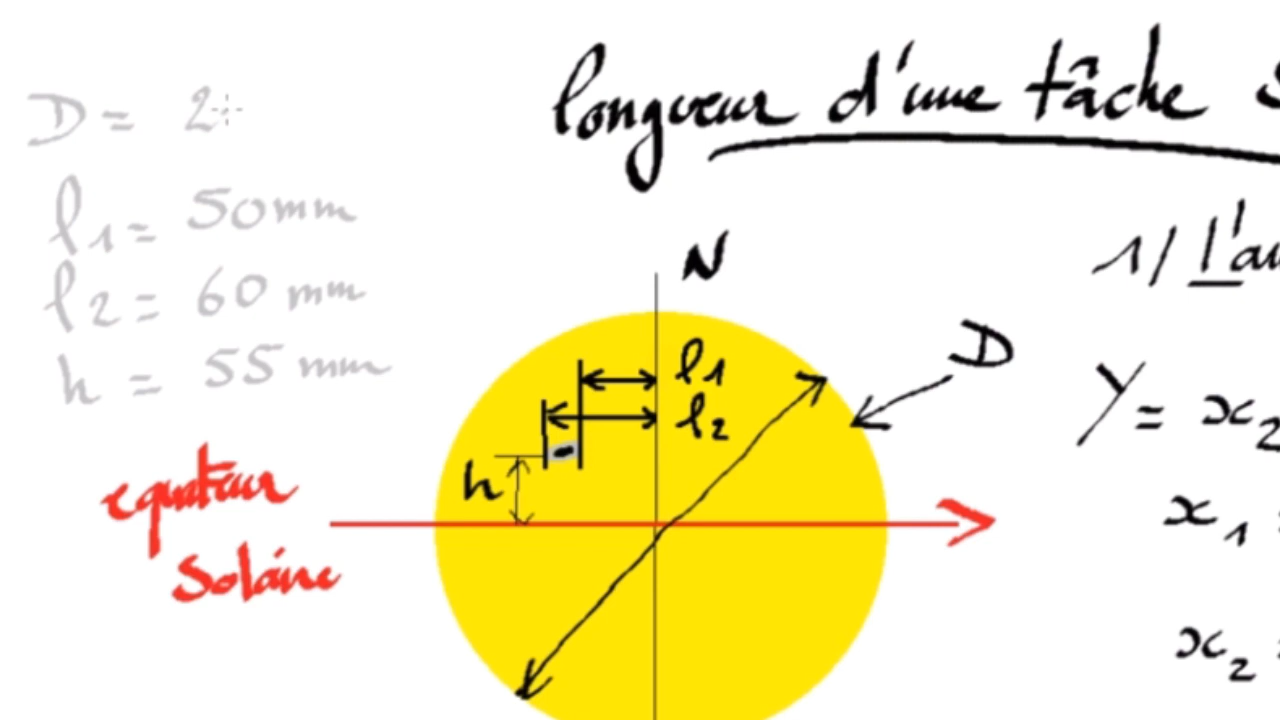 longueur d'une tâche
D = 2
l1 = 50mm
l2 = 60 mm
h = 55 mm
N
D
l1
l2
h
equateur
Solaire
1/
Y = x2
x1
x2